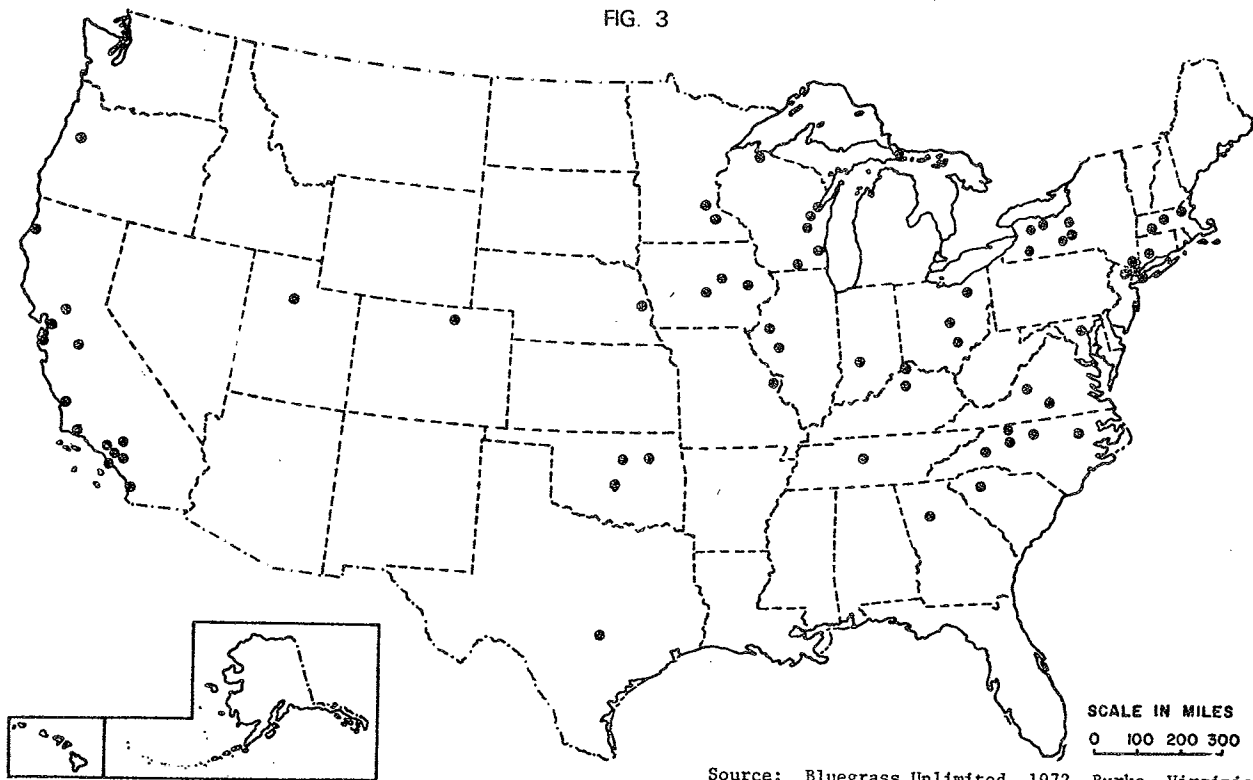 FIG. 3
SCALE IN MILES
0 100 200 300
Source: Bluegrass Unlimited, 1972, Burke, Virginia